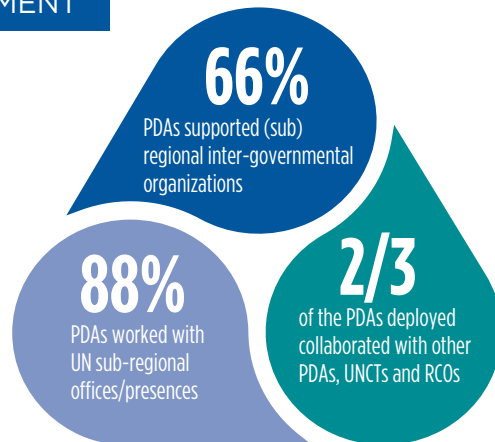 MENT
66%
PDAs supported (sub)
regional inter-governmental
organizations
88%
PDAs worked with
UN sub-regional
offices/presences
2/3
of the PDAs deployed
collaborated with other
PDAs, UNCTs and RCOs